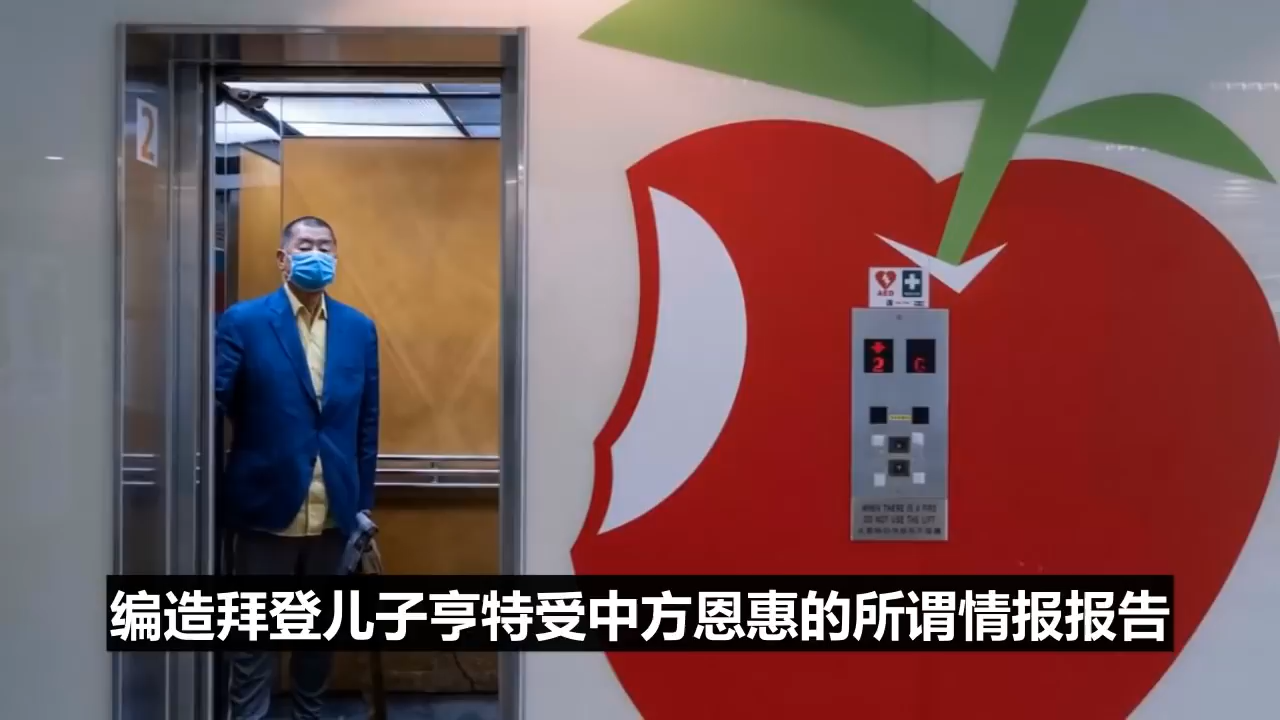 2
AED
2 G
WHEN THERE IS A FIRE
DO NOT USE THE LIFT
编造拜登儿子亨特受中方恩惠的所谓情报报告